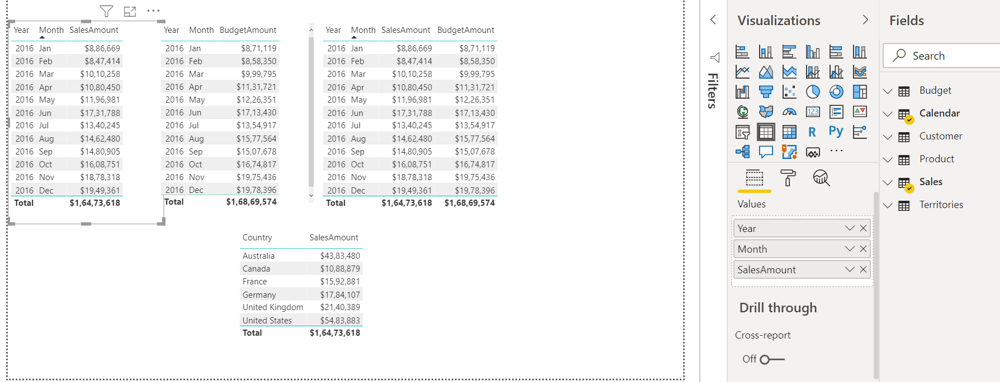 Year Month SalesAmount
2016 Jan $8,86,669
2016 Feb $8,47,414
2016 Mar $10,10,258
2016 Apr $10,80,450
2016 May $11,96,981
2016 Jun $17,31,788
2016 Jul $13,40,245
2016 Aug $14,62,480
2016 Sep $14,80,905
2016 Oct $16,08,751
2016 Nov $18,78,318
2016 Dec $19,49,361
Total $1,64,73,618
Year Month BudgetAmount
2016 Jan $8,71,119
2016 Feb $8,58,350
2016 Mar $9,99,795
2016 Apr $11,31,721
2016 May $12,26,351
2016 Jun $17,13,430
2016 Jul $13,54,917
2016 Aug $15,77,564
2016 Sep $15,07,678
2016 Oct $16,74,817
2016 Nov $19,75,436
2016 Dec $19,78,396
Total $1,68,69,574
Year Month SalesAmount BudgetAmount
2016 Jan $8,86,669 $8,71,119
2016 Feb $8,47,414 $8,58,350
2016 Mar $10,10,258 $9,99,795
2016 Apr $10,80,450 $11,31,721
2016 May $11,96,981 $12,26,351
2016 Jun $17,31,788 $17,13,430
2016 Jul $13,40,245 $13,54,917
2016 Aug $14,62,480 $15,77,564
2016 Sep $14,80,905 $15,07,678
2016 Oct $16,08,751 $16,74,817
2016 Nov $18,78,318 $19,75,436
2016 Dec $19,49,361 $19,78,396
Total $1,64,73,618 $1,68,69,574
Country SalesAmount
Australia $43,83,480
Canada $10,88,879
France $15,92,881
Germany $17,84,107
United Kingdom $21,40,389
United States $54,83,883
Total $1,64,73,618
Filters
Visualizations
123
R Py
Values
Year
Month
SalesAmount
Drill through
Cross-report
Off
Fields
Search
Budget
Calendar
Customer
Product
Sales
Territories